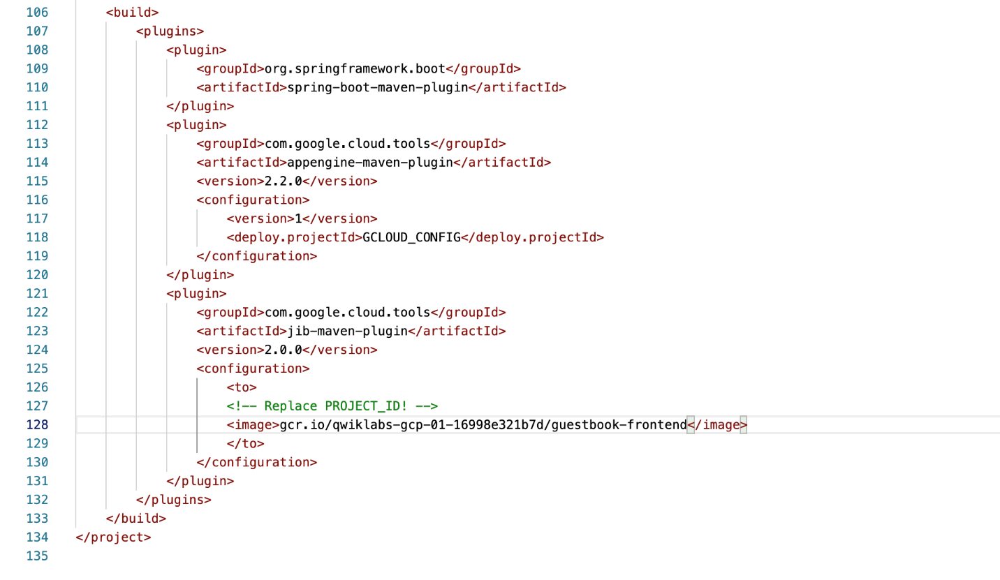 106    <build>
107        <plugins>
108            <plugin>
109                <groupId>org.springframework.boot</groupId>
110                <artifactId>spring-boot-maven-plugin</artifactId>
111            </plugin>
112            <plugin>
113                <groupId>com.google.cloud.tools</groupId>
114                <artifactId>appengine-maven-plugin</artifactId>
115                <version>2.2.0</version>
116                <configuration>
117                    <version>1</version>
118                    <deploy.projectId>GCLOUD_CONFIG</deploy.projectId>
119                </configuration>
120            </plugin>
121            <plugin>
122                <groupId>com.google.cloud.tools</groupId>
123                <artifactId>jib-maven-plugin</artifactId>
124                <version>2.0.0</version>
125                <configuration>
126                    <to>
127                    <!-- Replace PROJECT_ID! -->
128                    <image>gcr.io/qwiklabs-gcp-01-16998e321b7d/guestbook-frontend</image>
129                    </to>
130                </configuration>
131            </plugin>
132        </plugins>
133    </build>
134</project>
135